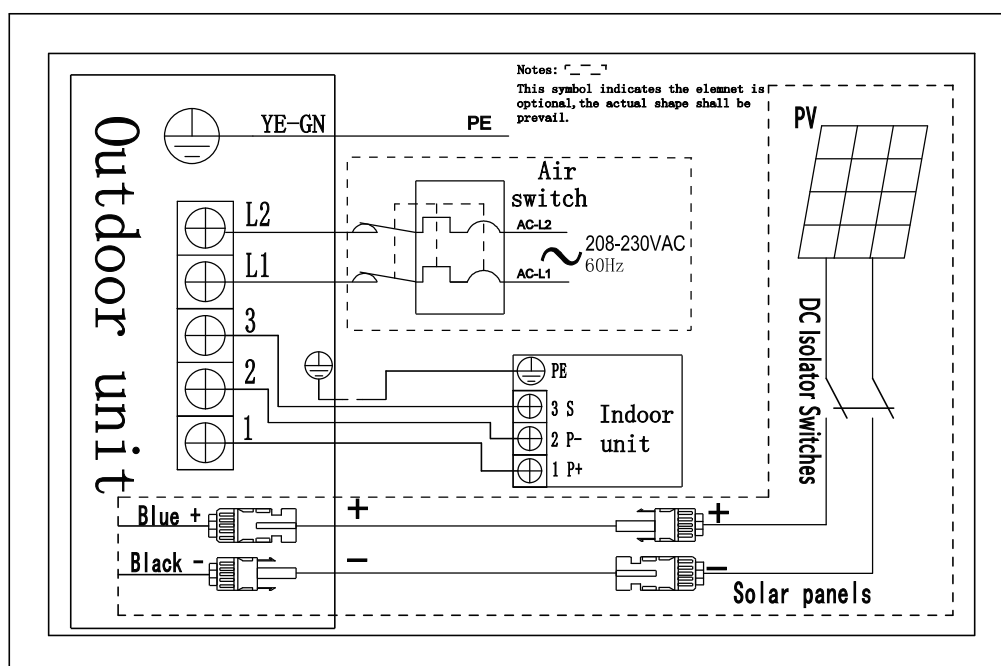 Notes:
This symbol indicates the elemnet is
optional,the actual shape shall be
prevail.
Outdoor unit
YE-GN
PE
PV
Air
switch
L2
AC-L2
208-230VAC
60Hz
L1
AC-L1
3
2
1
PE
3 S
2 P-
1 P+
Indoor
unit
DC Isolator Switches
Blue +
+
+
Black -
-
-
Solar panels